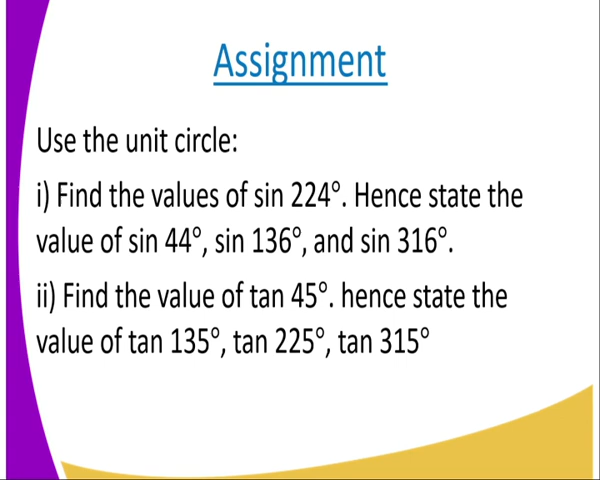 Assignment
Use the unit circle:
i) Find the values of sin 224°. Hence state the
value of sin 44°, sin 136°, and sin 316°.
ii) Find the value of tan 45°. hence state the
value of tan 135°, tan 225°, tan 315°